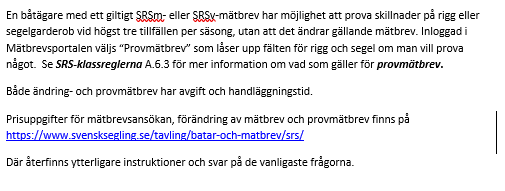 En båtägare med ett giltigt SRSm- eller SRSv-mätbrev har möjlighet att prova skillnader på rigg eller
segelgarderob vid högst tre tillfällen per säsong, utan att det ändrar gällande mätbrev. Inloggad i
Mätbrevsportalen väljs ”Provmätbrev” som låser upp fälten för rigg och segel om man vill prova
något.  Se SRS-klassreglerna A.6.3 för mer information om vad som gäller för provmätbrev.
Både ändring- och provmätbrev har avgift och handläggningstid.
Prisuppgifter för mätbrevsansökan, förändring av mätbrev och provmätbrev finns på
https://www.svensksegling.se/tavling/batar-och-matbrev/srs/
Där återfinns ytterligare instruktioner och svar på de vanligaste frågorna.